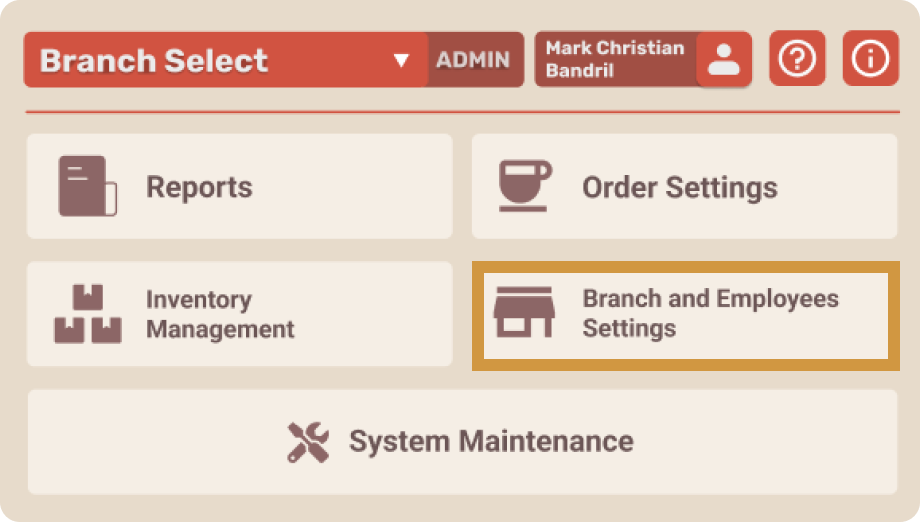 Branch Select ▼ ADMIN
Mark Christian
Bandril
Reports
Order Settings
Inventory
Management
Branch and Employees
Settings
System Maintenance